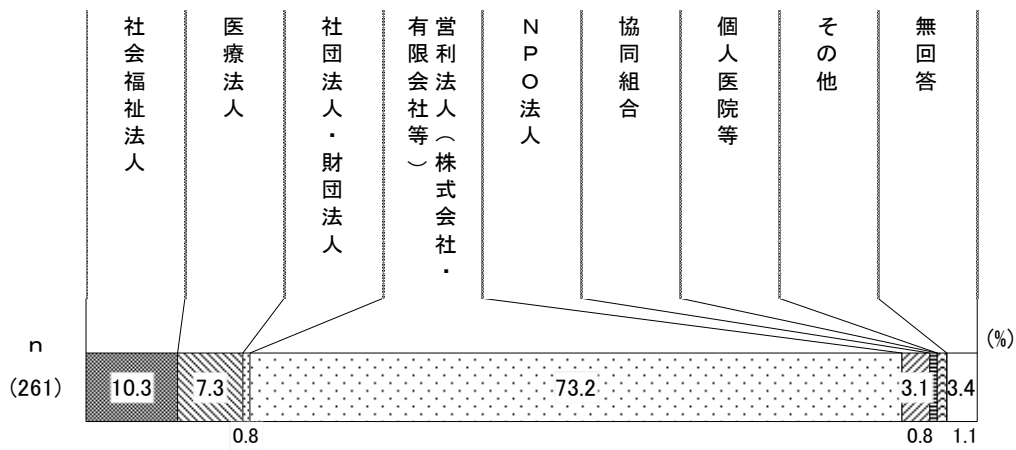 社会福祉法人
医療法人
社団法人・財団法人
営利法人（株式会社・
有限会社等）
ＮＰＯ法人
協同組合
個人医院等
その他
無回答
(%)
n
(261)
10.3
7.3
0.8
73.2
3.1
0.8
1.1
3.4